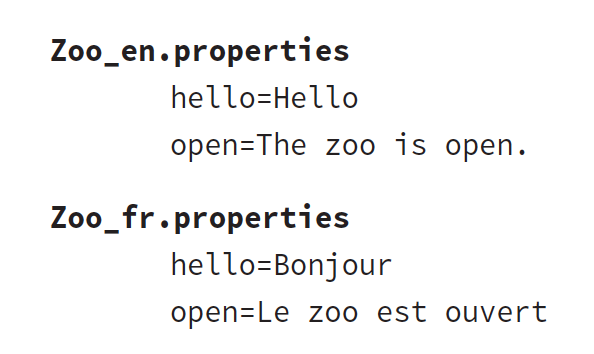 Zoo_en.properties
hello=Hello
open=The zoo is open.
Zoo_fr.properties
hello=Bonjour
open=Le zoo est ouvert